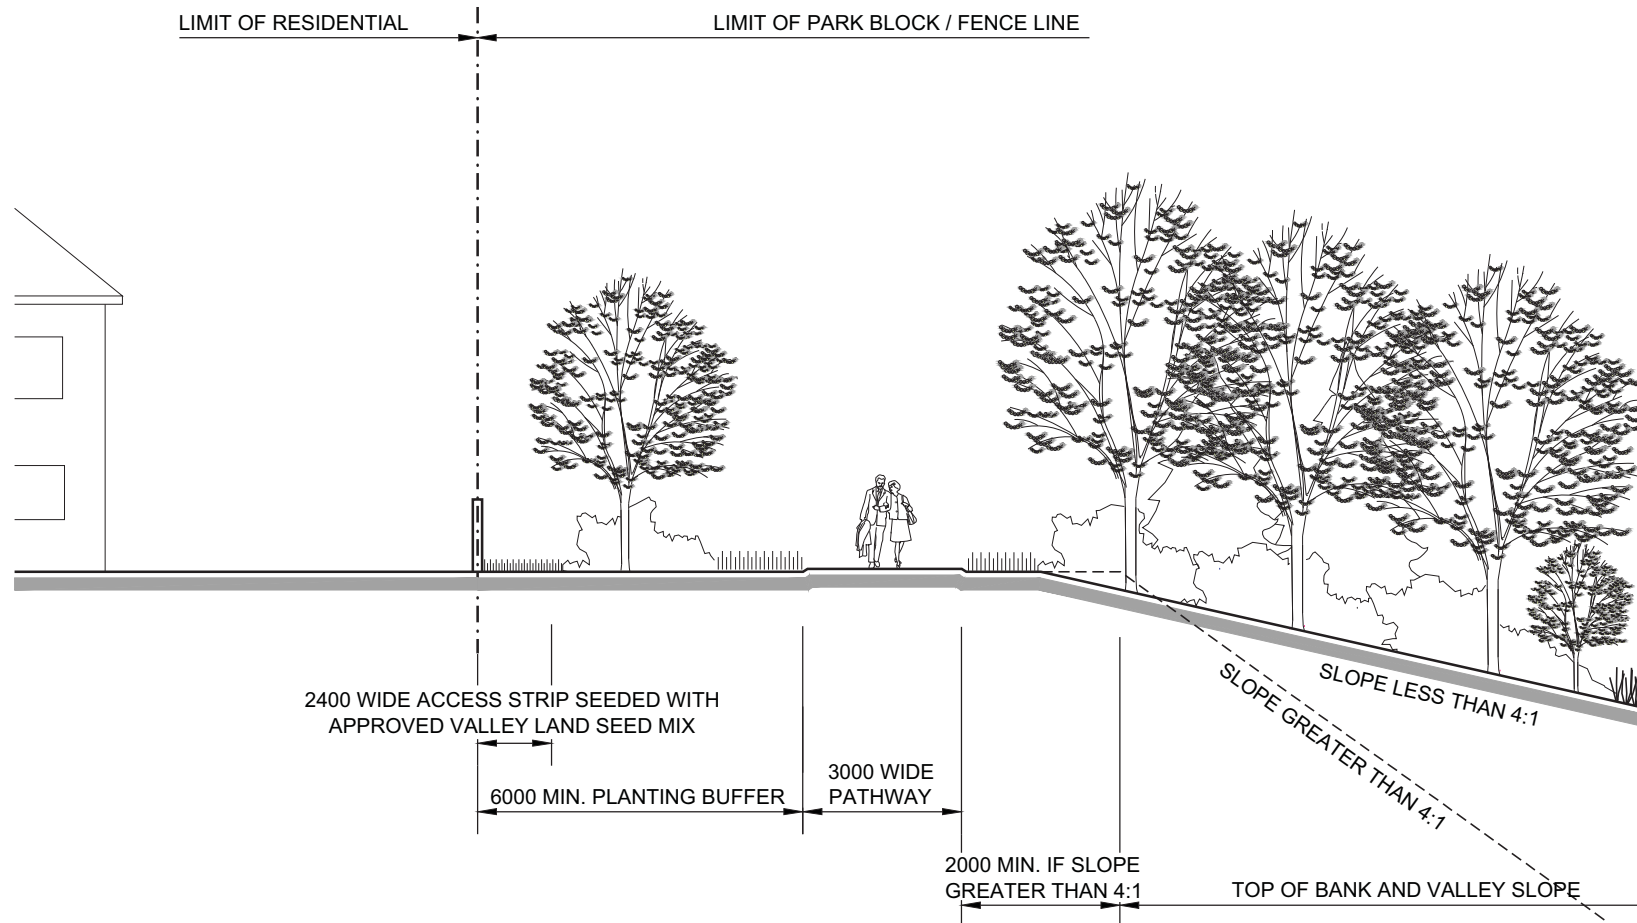 LIMIT OF RESIDENTIAL
LIMIT OF PARK BLOCK / FENCE LINE
SLOPE LESS THAN 4:1
SLOPE GREATER THAN 4:1
2400 WIDE ACCESS STRIP SEEDED WITH
APPROVED VALLEY LAND SEED MIX
6000 MIN. PLANTING BUFFER
3000 WIDE
PATHWAY
2000 MIN. IF SLOPE
GREATER THAN 4:1
TOP OF BANK AND VALLEY SLOPE